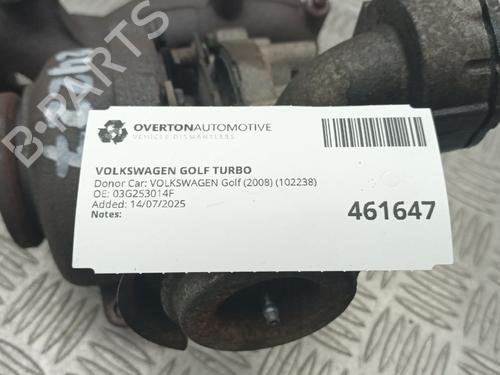 OVERTONAUTOMOTIVE
VEHICLE DISMANTLERS
VOLKSWAGEN GOLF TURBO
Donor Car: VOLKSWAGEN Golf (2008) (102238)
OE: 03G253014F
Added: 14/07/2025
Notes:
461647